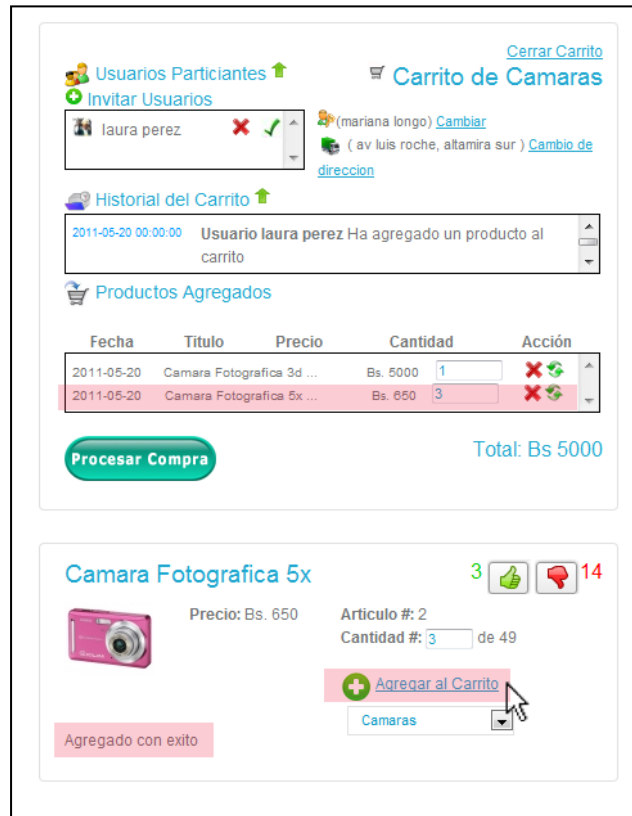 Cerrar Carrito
Usuarios Particiantes
Carrito de Camaras
Invitar Usuarios
laura perez
(mariana longo) Cambiar
( av luis roche, altamira sur ) Cambio de
direccion
Historial del Carrito
2011-05-20 00:00:00 Usuario laura perez Ha agregado un producto al
carrito
Productos Agregados
Fecha Titulo Precio Cantidad Acción
2011-05-20 Camara Fotografica 3d ... Bs. 5000 1
2011-05-20 Camara Fotografica 5x ... Bs. 650 3
Procesar Compra
Total: Bs 5000
Camara Fotografica 5x
3 14
Precio: Bs. 650
Articulo #: 2
Cantidad #: 3 de 49
Agregar al Carrito
Camaras
Agregado con exito